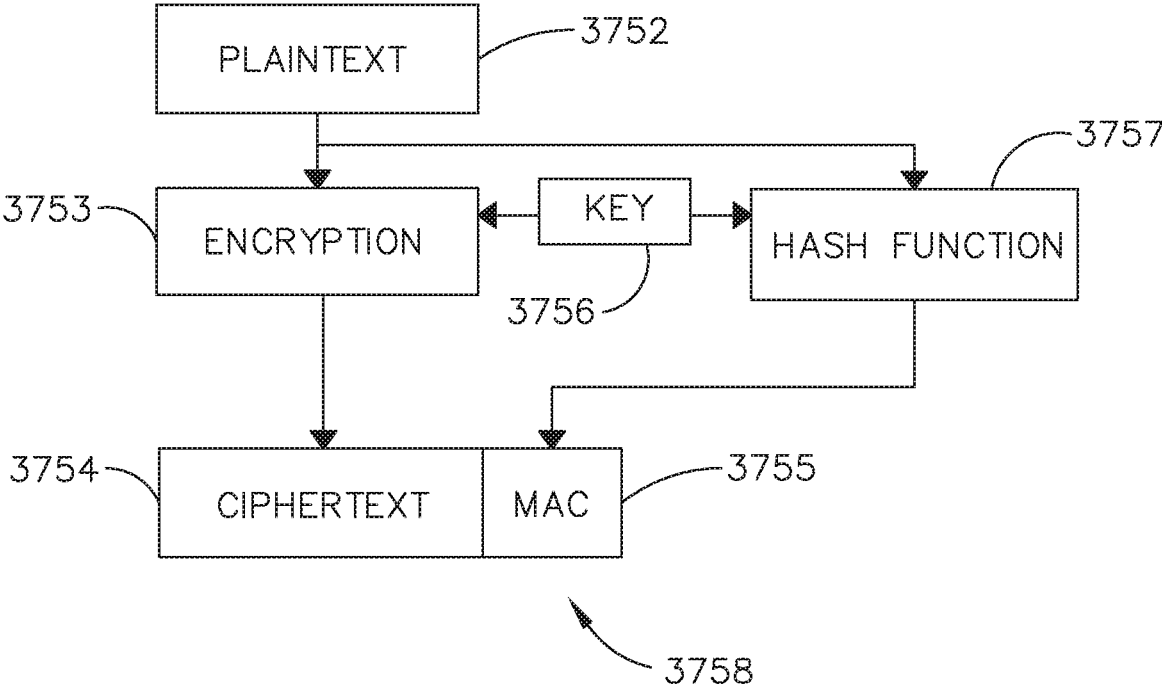 PLAINTEXT
3752
3757
3753
ENCRYPTION
KEY
HASH FUNCTION
3756
3754
CIPHERTEXT
MAC
3755
3758